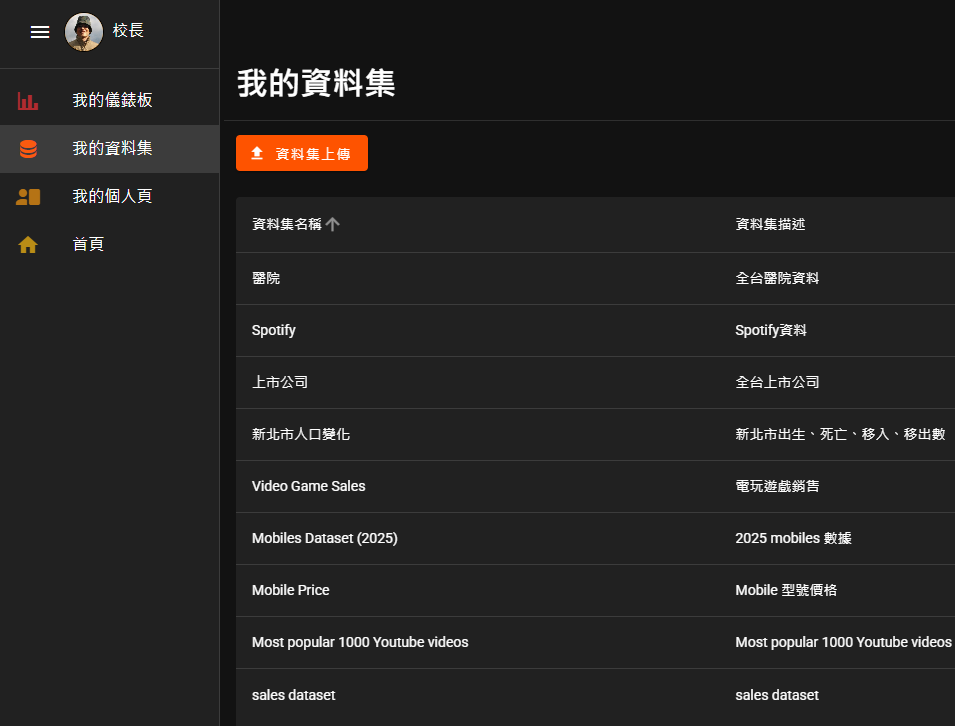 校長
我的儀錶板
我的資料集
我的個人頁
首頁
我的資料集
資料集上傳
資料集名稱 資料集描述
醫院 全台醫院資料
Spotify Spotify資料
上市公司 全台上市公司
新北市人口變化 新北市出生、死亡、移入、移出數
Video Game Sales 電玩遊戲銷售
Mobiles Dataset (2025) 2025 mobiles 數據
Mobile Price Mobile 型號價格
Most popular 1000 Youtube videos Most popular 1000 Youtube videos
sales dataset sales dataset